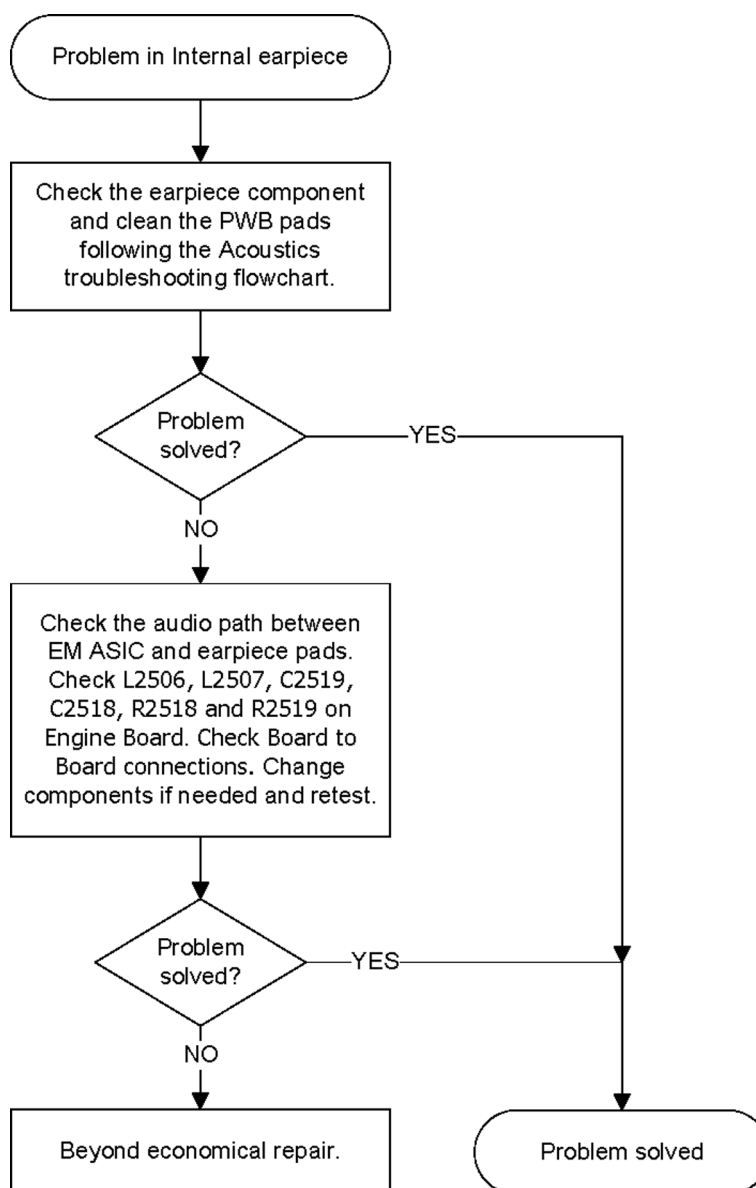 Problem in Internal earpiece
Check the earpiece component
and clean the PWB pads
following the Acoustics
troubleshooting flowchart.
Problem
solved?
YES
NO
Check the audio path between
EM ASIC and earpiece pads.
Check L2506, L2507, C2519,
C2518, R2518 and R2519 on
Engine Board. Check Board to
Board connections. Change
components if needed and retest.
Problem
solved?
YES
NO
Beyond economical repair.
Problem solved